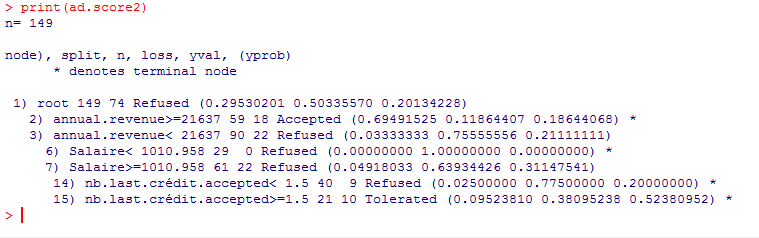 > print(ad.score2)
n= 149
node), split, n, loss, yval, (yprob)
* denotes terminal node
1) root 149 74 Refused (0.29530201 0.50335570 0.20134228)
2) annual.revenue>=21637 59 18 Accepted (0.69491525 0.11864407 0.18644068) *
3) annual.revenue< 21637 90 22 Refused (0.03333333 0.75555556 0.21111111)
6) Salaire< 1010.958 29 0 Refused (0.00000000 1.00000000 0.00000000) *
7) Salaire>=1010.958 61 22 Refused (0.04918033 0.63934426 0.31147541)
14) nb.last.crédit.accepted< 1.5 40 9 Refused (0.02500000 0.77500000 0.20000000) *
15) nb.last.crédit.accepted>=1.5 21 10 Tolerated (0.09523810 0.38095238 0.52380952) *
>